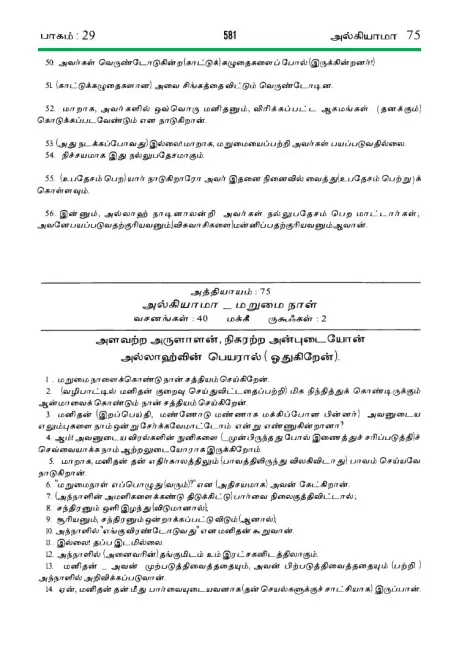 பாகம் : 29 581 அல்கியாமா 75
50. அவர்கள் வெருண்டோடுகின்ற (காட்டுக்) கழுதைகளைப் போல் (இருக்கின்றனர்!)
51. (காட்டுக்கழுதைகளான) அவை சிங்கத்தை விட்டும் வெருண்டோடின.
52. மாறாக, அவர்களில் ஒவ்வொரு மனிதனும், விரிக்கப்பட்ட ஆகமங்கள் (தனக்கும்)
கொடுக்கப்படவேண்டும் என நாடுகிறான்.
53. (அது நடக்கப்போவது) இல்லை! மாறாக, மறுமையைப்பற்றி அவர்கள் பயப்படுவதில்லை.
54. நிச்சயமாக இது நல்லுபதேசமாகும்.
55. (உபதேசம் பெற) யார் நாடுகிறாரோ அவர் இதனை நினைவில் வைத்து (உபதேசம் பெற்று)க்
கொள்ளவும்.
56. இன்னும், அல்லாஹ் நாடினாலன்றி அவர்கள் நல்லுபதேசம் பெற மாட்டார்கள்;
அவனே பயப்படுவதற்குரியவனும் (விசுவாசிகளை) மன்னிப்பதற்குரியவனும் ஆவான்.
அத்தியாயம் : 75
அல்கியாமா _ மறுமை நாள்
வசனங்கள் : 40 மக்கீ ருகூஃகள் : 2
அளவற்ற அருளாளன், நிகரற்ற அன்புடையோன்
அல்லாஹ்வின் பெயரால் ( ஓதுகிறேன்).
1 . மறுமை நாளைக்கொண்டு நான் சத்தியம் செய்கிறேன்.
2. (வழிபாட்டில் மனிதன் குறைவு செய்துவிட்டதைப்பற்றி) மிக நிந்தித்துக் கொண்டிருக்கும்
ஆன்மாவைக் கொண்டும் நான் சத்தியம் செய்கிறேன்.
3. மனிதன் (இறப்பெய்தி, மண்ணோடு மண்ணாக மக்கிப்போன பின்னர்) அவனுடைய
எலும்புகளை நாம் ஒன்று சேர்க்கவேமாட்டோம் என்று எண்ணுகின்றானா?
4. ஆம்! அவனுடைய விரல்களின் நுனிகளை (முன்பிருந்தது போல் இணைத்துச் சரிப்படுத்தி)ச்
செவ்வையாக்க நாம் ஆற்றலுடையோராக இருக்கிறோம்.
5. மாறாக, மனிதன் தன் எதிர்காலத்திலும் (பாவத்திலிருந்து விலகிவிடாது) பாவம் செய்யவே
நாடுகிறான்.
6. "மறுமைநாள் எப்பொழுது (வரும்)?" என (அதிசயமாக) அவன் கேட்கிறான்.
7. (அந்நாளின் அமளிகளைக்கண்டு திடுக்கிட்டு) பார்வை நிலைகுத்திவிட்டால் ;
8. சந்திரனும் ஒளி இழந்து (விடுமானால்);
9. சூரியனும், சந்திரனும் ஒன்றாக்கப்பட்டு விடும் (ஆனால்);
10. அந்நாளில் "எங்கு விரண்டோடுவது" என மனிதன் கூறுவான்.
11. இல்லை! தப்ப இடமில்லை.
12. அந்நாளில் (அனைவரின்) தங்குமிடம் உம் இரட்சகனிடத்திலாகும்.
13. மனிதன் _ அவன் முற்படுத்திவைத்ததையும், அவன் பிற்படுத்திவைத்ததையும் (பற்றி )
அந்நாளில் அறிவிக்கப்படுவான்.
14. ஏன், மனிதன் தன் மீது பார்வையுடையவனாக (தன் செயல்களுக்குச் சாட்சியாக) இருப்பான்.